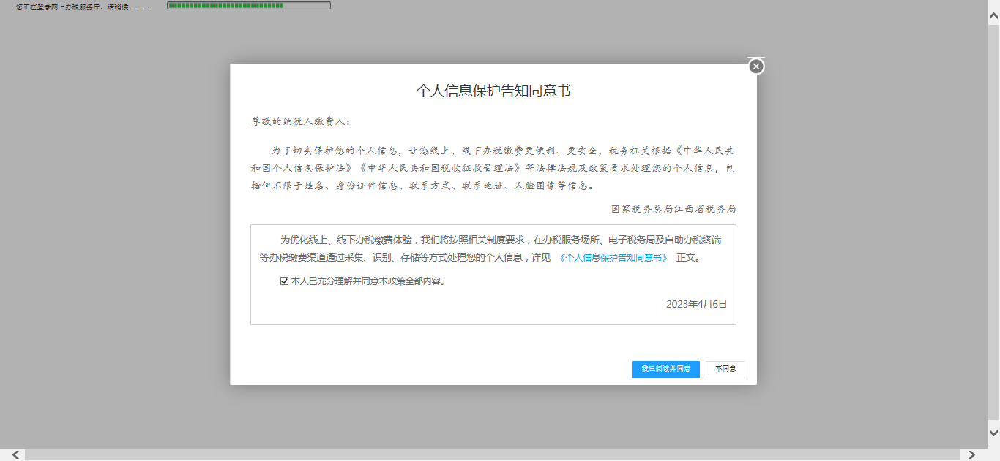 您正在登录网上办税服务厅，请稍候 ......
个人信息保护告知同意书
尊敬的纳税人缴费人：
为了切实保护您的个人信息，让您线上、线下办税缴费更便利、更安全，税务机关根据《中华人民共
和国个人信息保护法》《中华人民共和国税收征收管理法》等法律法规及政策要求处理您的个人信息，包
括但不限于姓名、身份证件信息、联系方式、联系地址、人脸图像等信息。
国家税务总局江西省税务局
为优化线上、线下办税缴费体验，我们将按照相关制度要求，在办税服务场所、电子税务局及自助办税终端
等办税缴费渠道通过采集、识别、存储等方式处理您的个人信息，详见 《个人信息保护告知同意书》 正文。
本人已充分理解并同意本政策全部内容。
2023年4月6日
我已阅读并同意 不同意